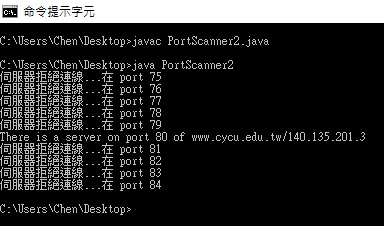 命令提示字元
C:\Users\Chen\Desktop>javac PortScanner2.java
C:\Users\Chen\Desktop>java PortScanner2
伺服器拒絕連線...在 port 75
伺服器拒絕連線...在 port 76
伺服器拒絕連線...在 port 77
伺服器拒絕連線...在 port 78
伺服器拒絕連線...在 port 79
There is a server on port 80 of www.cycu.edu.tw/140.135.201.3
伺服器拒絕連線...在 port 81
伺服器拒絕連線...在 port 82
伺服器拒絕連線...在 port 83
伺服器拒絕連線...在 port 84
C:\Users\Chen\Desktop>